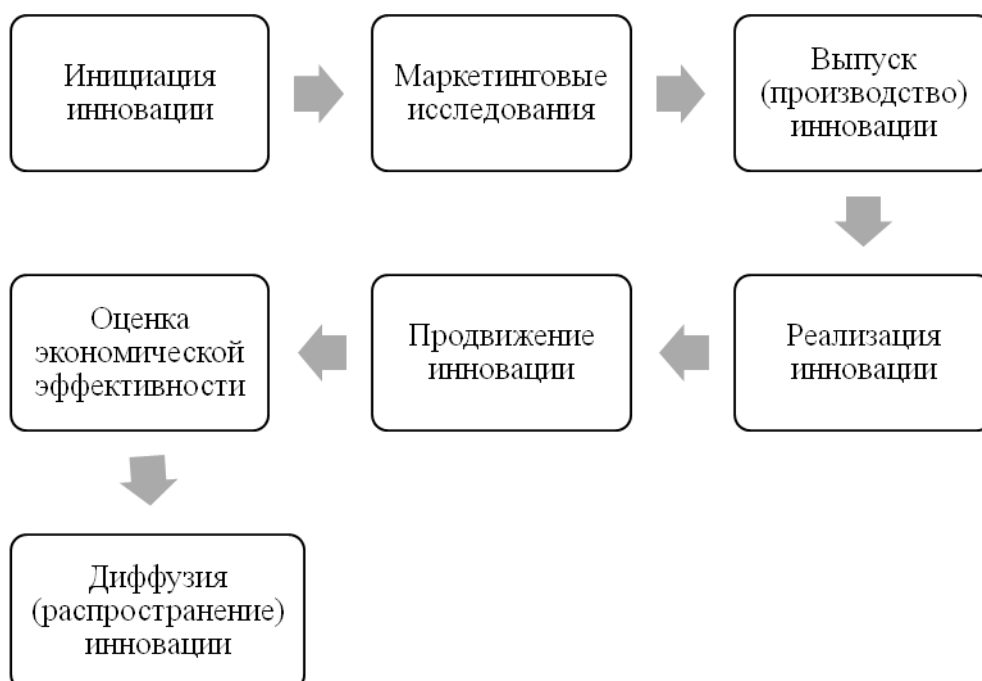 Инициация
инновации
Маркетинговые
исследования
Выпуск
(производство)
инновации
Реализация
инновации
Продвижение
инновации
Оценка
экономической
эффективности
Диффузия
(распространение)
инновации